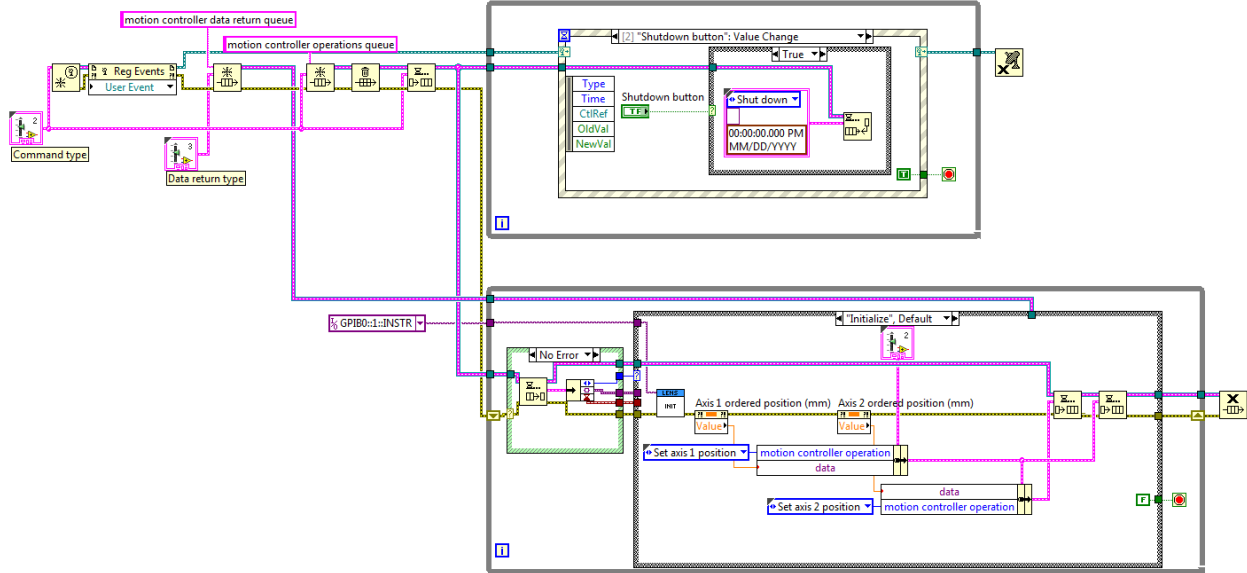 motion controller data return queue
motion controller operations queue
Reg Events
User Event
2
Command type
3
Data return type
[2] "Shutdown button": Value Change
Type
Time
CtlRef
OldVal
NewVal
Shutdown button
TF
True
Shut down
00:00:00.000 PM
MM/DD/YYYY
T
i
GPIB0::1::INSTR
No Error
"Initialize", Default
2
LENS
INIT
Axis 1 ordered position (mm)
Value
Axis 2 ordered position (mm)
Value
Set axis 1 position
motion controller operation
data
data
Set axis 2 position
motion controller operation
F
i